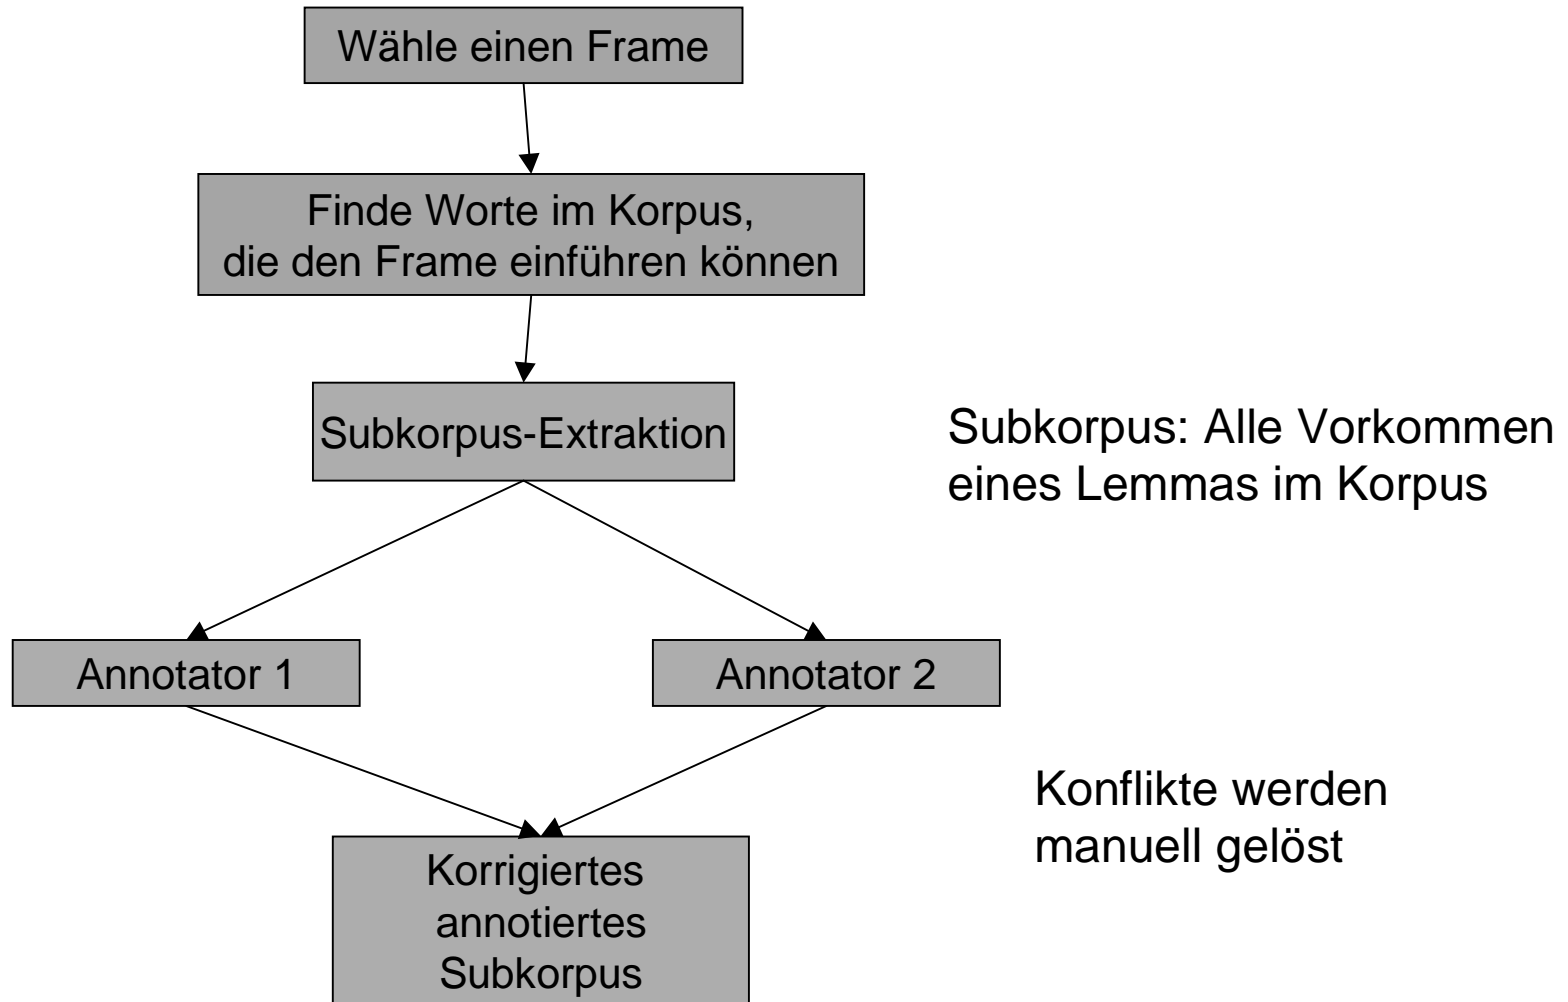 Wähle einen Frame
Finde Worte im Korpus,
die den Frame einführen können
Subkorpus-Extraktion
Subkorpus: Alle Vorkommen
eines Lemmas im Korpus
Annotator 1
Annotator 2
Konflikte werden
manuell gelöst
Korrigiertes
annotiertes
Subkorpus